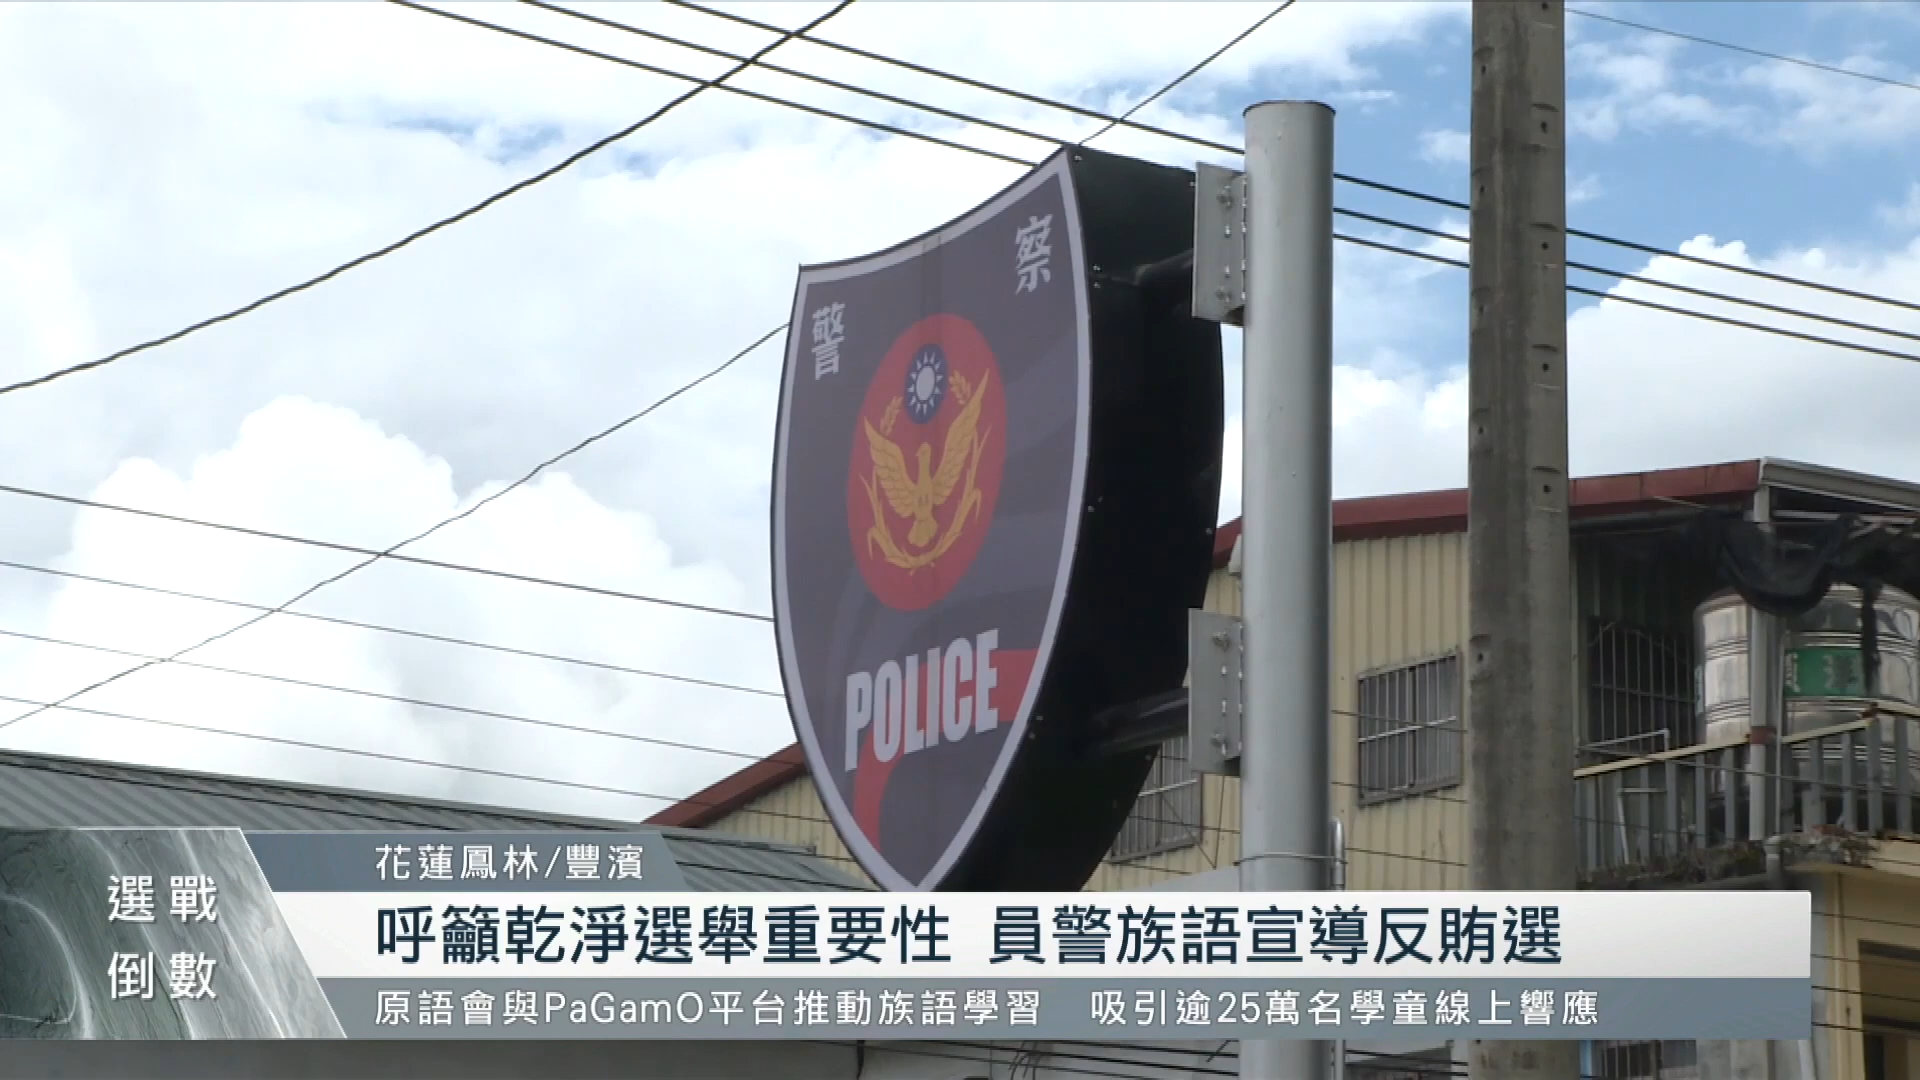 警 察
POLICE
澤
選戰
倒數
花蓮鳳林/豐濱
呼籲乾淨選舉重要性 員警族語宣導反賄選
原語會與PaGamO平台推動族語學習 吸引逾25萬名學童線上響應